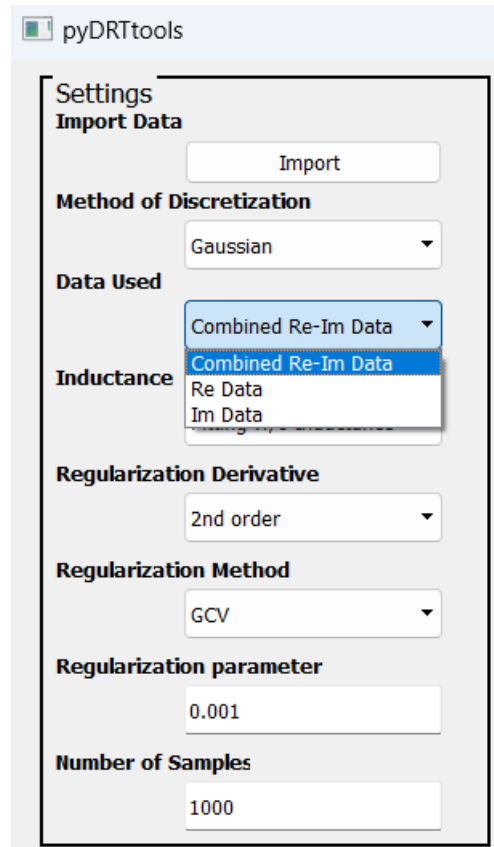 pyDRTtools
Settings
Import Data
Import
Method of Discretization
Gaussian
Data Used
Combined Re-Im Data
Combined Re-Im Data
Re Data
Im Data
Inductance
Regularization Derivative
2nd order
Regularization Method
GCV
Regularization parameter
0.001
Number of Samples
1000